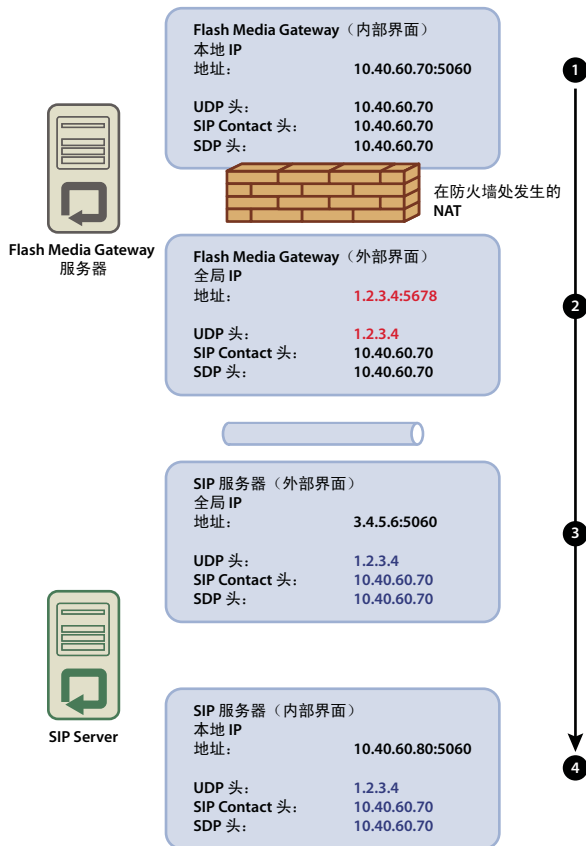 Flash Media Gateway（内部界面）
本地 IP
地址： 10.40.60.70:5060
UDP 头： 10.40.60.70
SIP Contact 头： 10.40.60.70
SDP 头： 10.40.60.70
1
在防火墙处发生的
NAT
Flash Media Gateway
服务器
Flash Media Gateway（外部界面）
全局 IP
地址： 1.2.3.4:5678
UDP 头： 1.2.3.4
SIP Contact 头： 10.40.60.70
SDP 头： 10.40.60.70
2
SIP 服务器（外部界面）
全局 IP
地址： 3.4.5.6:5060
UDP 头： 1.2.3.4
SIP Contact 头： 10.40.60.70
SDP 头： 10.40.60.70
3
SIP Server
SIP 服务器（内部界面）
本地 IP
地址： 10.40.60.80:5060
UDP 头： 1.2.3.4
SIP Contact 头： 10.40.60.70
SDP 头： 10.40.60.70
4